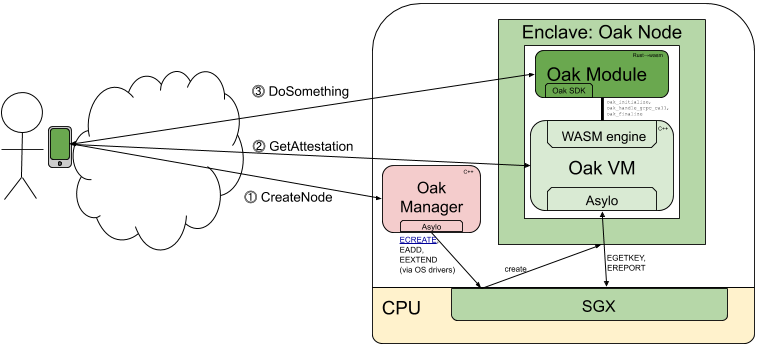 Enclave: Oak Node
Rust→wasm
Oak Module
Oak SDK
oak_initialize,
oak_handle_grpc_call,
oak_finalize
C++
WASM engine
Oak VM
Asylo
③ DoSomething
② GetAttestation
① CreateNode
C++
Oak
Manager
Asylo
ECREATE,
EADD,
EEXTEND
(via OS drivers)
create
EGETKEY,
EREPORT
CPU
SGX